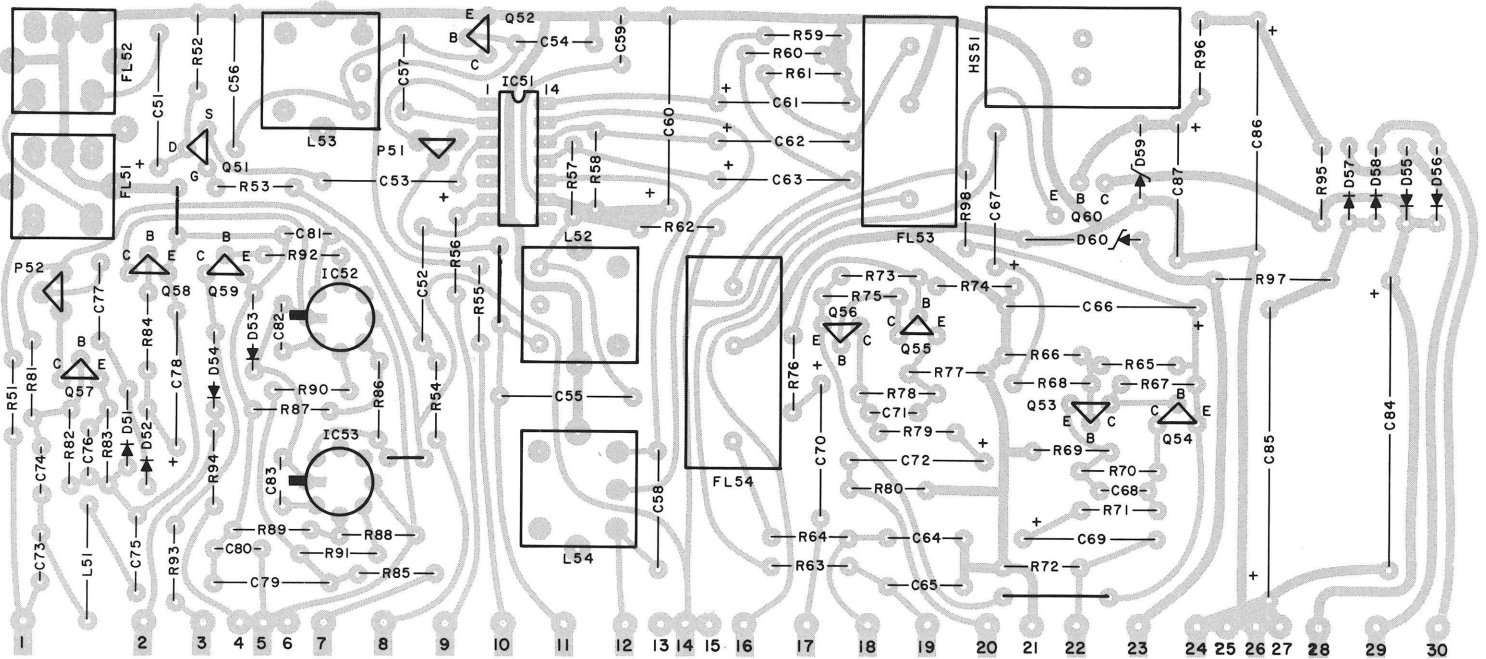 FL52
C51
R52
C56
L53
C57
E
B
C
Q52
C54
C59
C60
R59
R60
R61
C61
C62
C63
HS51
R96
+
C86
FL51
+
D
S
G
Q51
R53
C53
P51
IC51
1
14
+
R57
R58
+
R62
+
+
+
FL53
R98
C67
E
B
C
Q60
D59
+
C87
D60
R95
D57
D58
D55
D56
P52
C77
C
B
E
Q58
C
B
E
Q59
C81
R92
IC52
C52
R56
R55
L52
R73
R75
Q56
E
B
C
R74
B
E
C
Q55
+
C66
+
R97
+
R51
R81
C
B
E
Q57
R84
C78
D54
D53
C82
R90
R87
R86
R54
C55
R76
+
R77
R78
C71
R79
R66
R68
R65
R67
Q53
E
B
C
C
B
E
Q54
C85
C84
C74
R82
C76
R83
D51
D52
+
R94
C83
IC53
C58
FL54
C70
+
C72
R80
R69
R70
C68
R71
C73
L51
C75
R93
R89
C80
R91
R88
C79
R85
L54
R64
R63
C64
C65
+
C69
R72
+
1 2 3 4 5 6 7 8 9 10 11 12 13 14 15 16 17 18 19 20 21 22 23 24 25 26 27 28 29 30